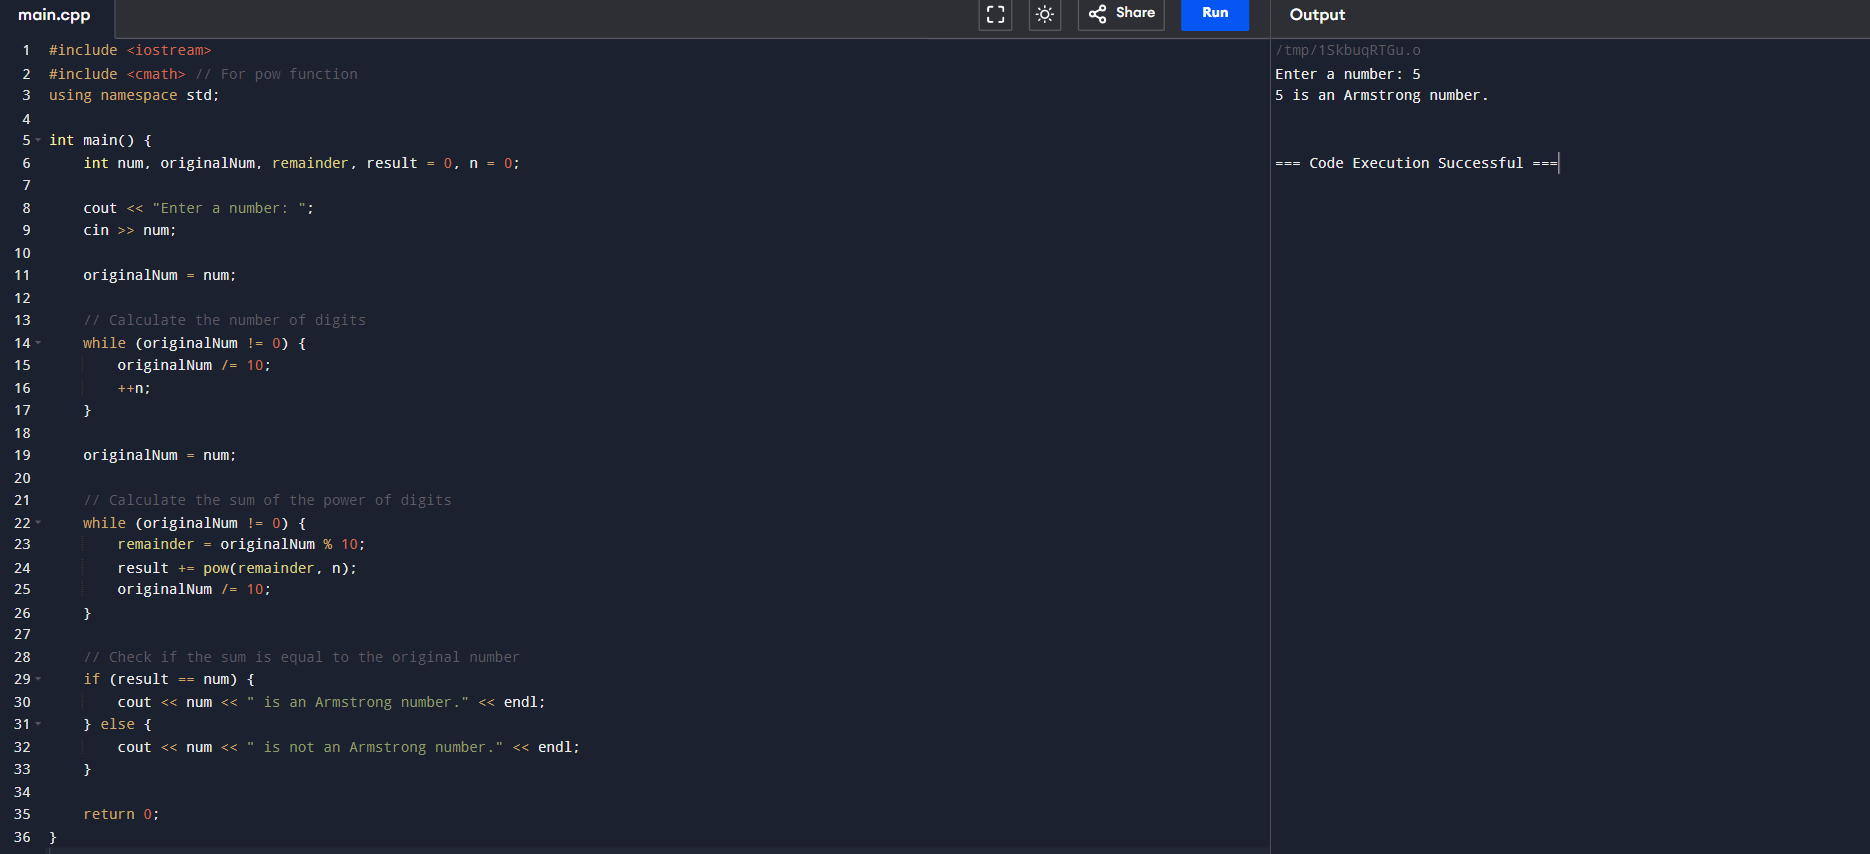 main.cpp
Share
Run
Output
1 #include <iostream>
2 #include <cmath> // For pow function
3 using namespace std;
4
5 int main() {
6     int num, originalNum, remainder, result = 0, n = 0;
7
8     cout << "Enter a number: ";
9     cin >> num;
10
11     originalNum = num;
12
13     // Calculate the number of digits
14     while (originalNum != 0) {
15         originalNum /= 10;
16         ++n;
17     }
18
19     originalNum = num;
20
21     // Calculate the sum of the power of digits
22     while (originalNum != 0) {
23         remainder = originalNum % 10;
24         result += pow(remainder, n);
25         originalNum /= 10;
26     }
27
28     // Check if the sum is equal to the original number
29     if (result == num) {
30         cout << num << " is an Armstrong number." << endl;
31     } else {
32         cout << num << " is not an Armstrong number." << endl;
33     }
34
35     return 0;
36 }
/tmp/1SkbuqRTGu.o
Enter a number: 5
5 is an Armstrong number.
=== Code Execution Successful ===